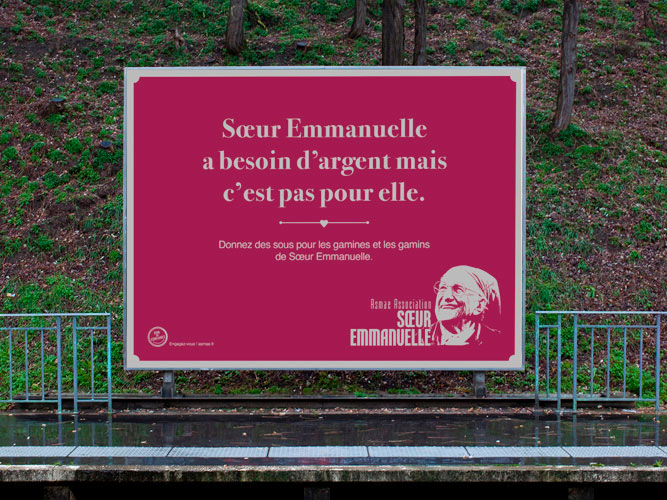 Sœur Emmanuelle
a besoin d’argent mais
c’est pas pour elle.
Donnez des sous pour les gamines et les gamins
de Sœur Emmanuelle.
Asmae Association
SŒUR
EMMANUELLE